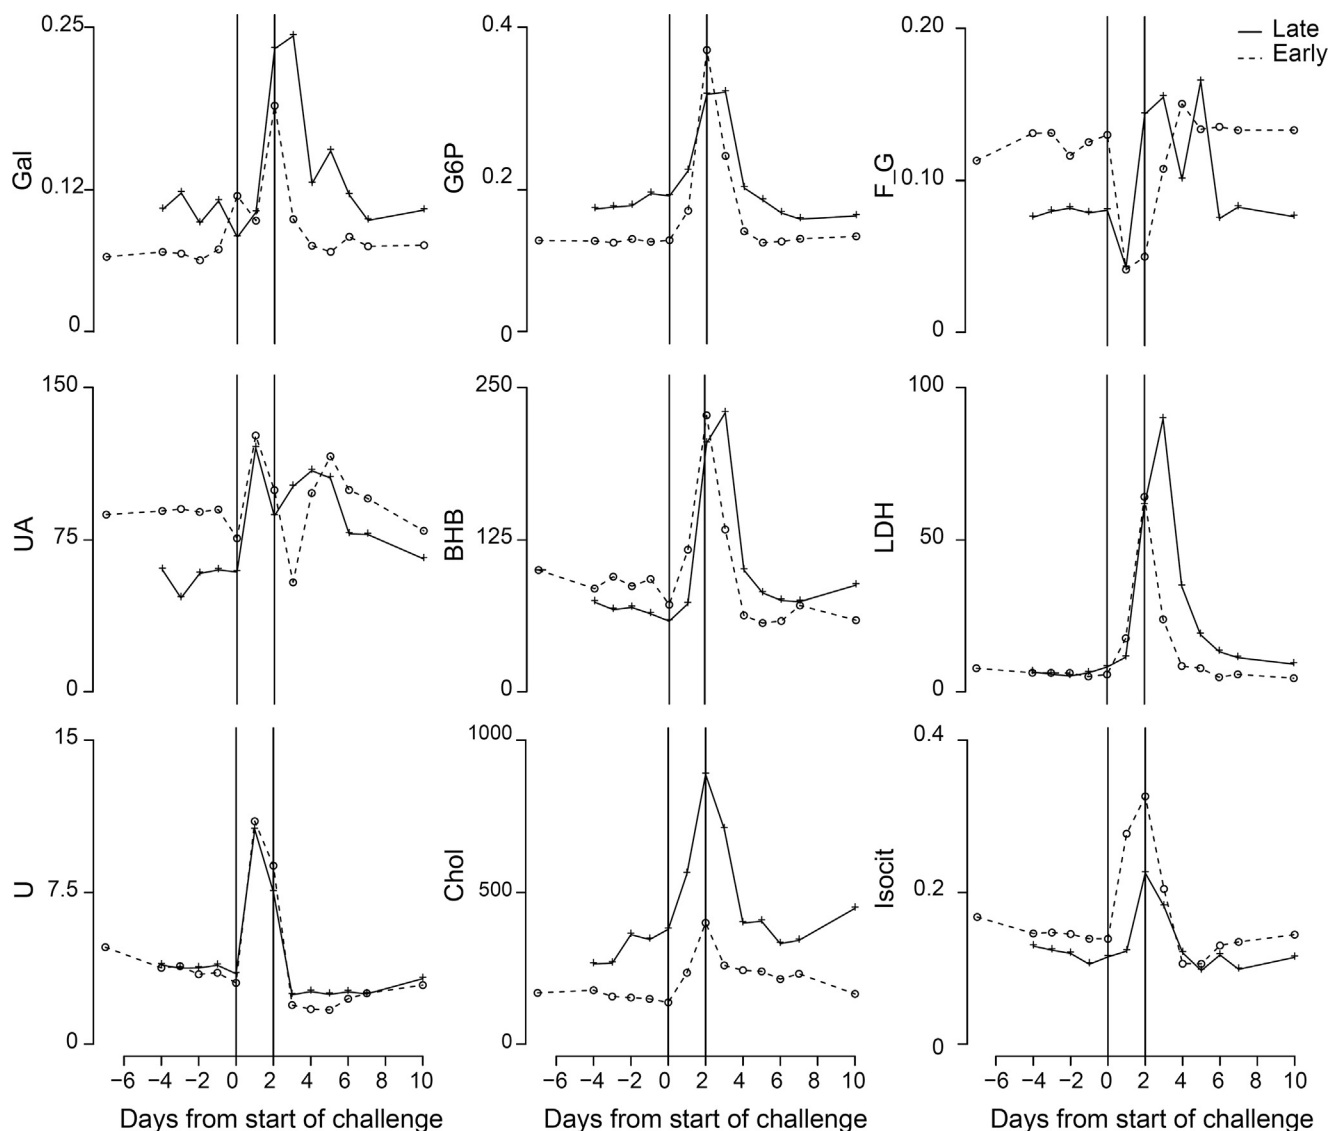 Gal
0.25
0.12
0
G6P
0.4
0.2
0
F_G
0.20
0.10
0
Late
Early
UA
150
75
0
BHB
250
125
0
LDH
100
50
0
U
15
7.5
0
Chol
1000
500
0
Isocit
0.4
0.2
0
−6 −4 −2 0 2 4 6 8 10
−6 −4 −2 0 2 4 6 8 10
−6 −4 −2 0 2 4 6 8 10
Days from start of challenge
Days from start of challenge
Days from start of challenge